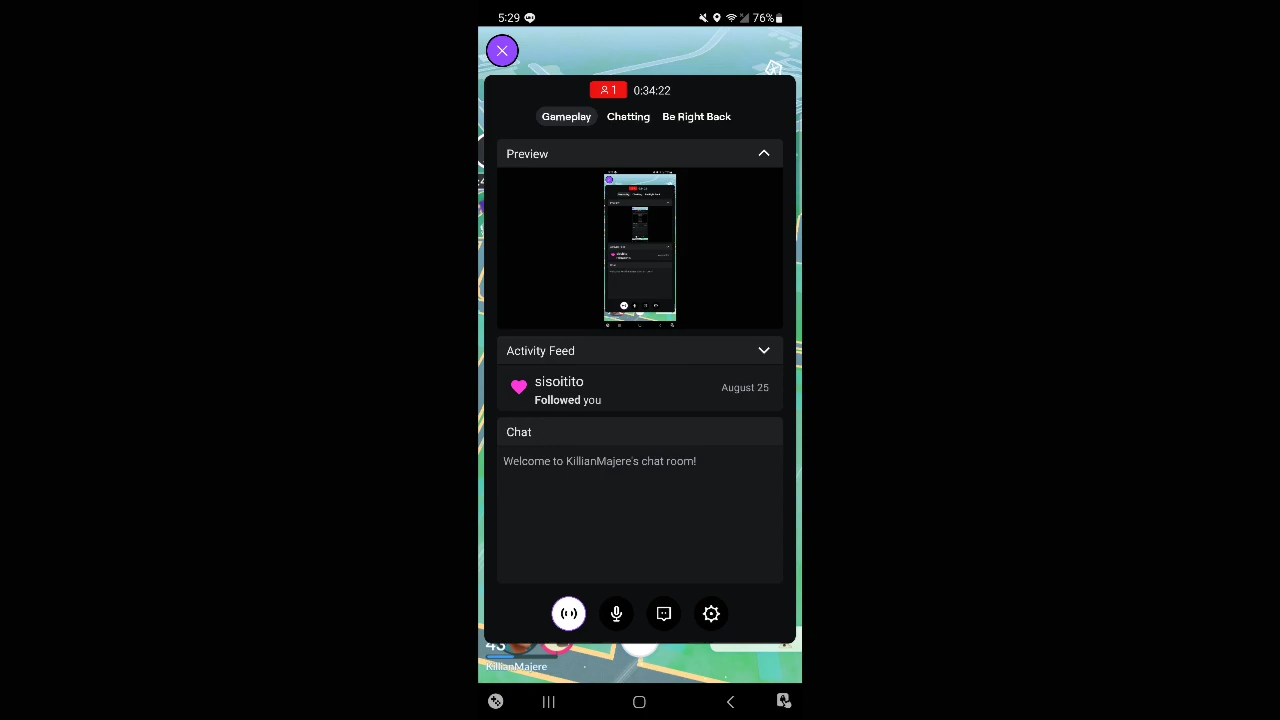 5:29
76%
1 0:34:22
Gameplay Chatting Be Right Back
Preview
Activity Feed
sisoitito
August 25
Followed you
Chat
Welcome to KillianMajere's chat room!
43
KillianMajere